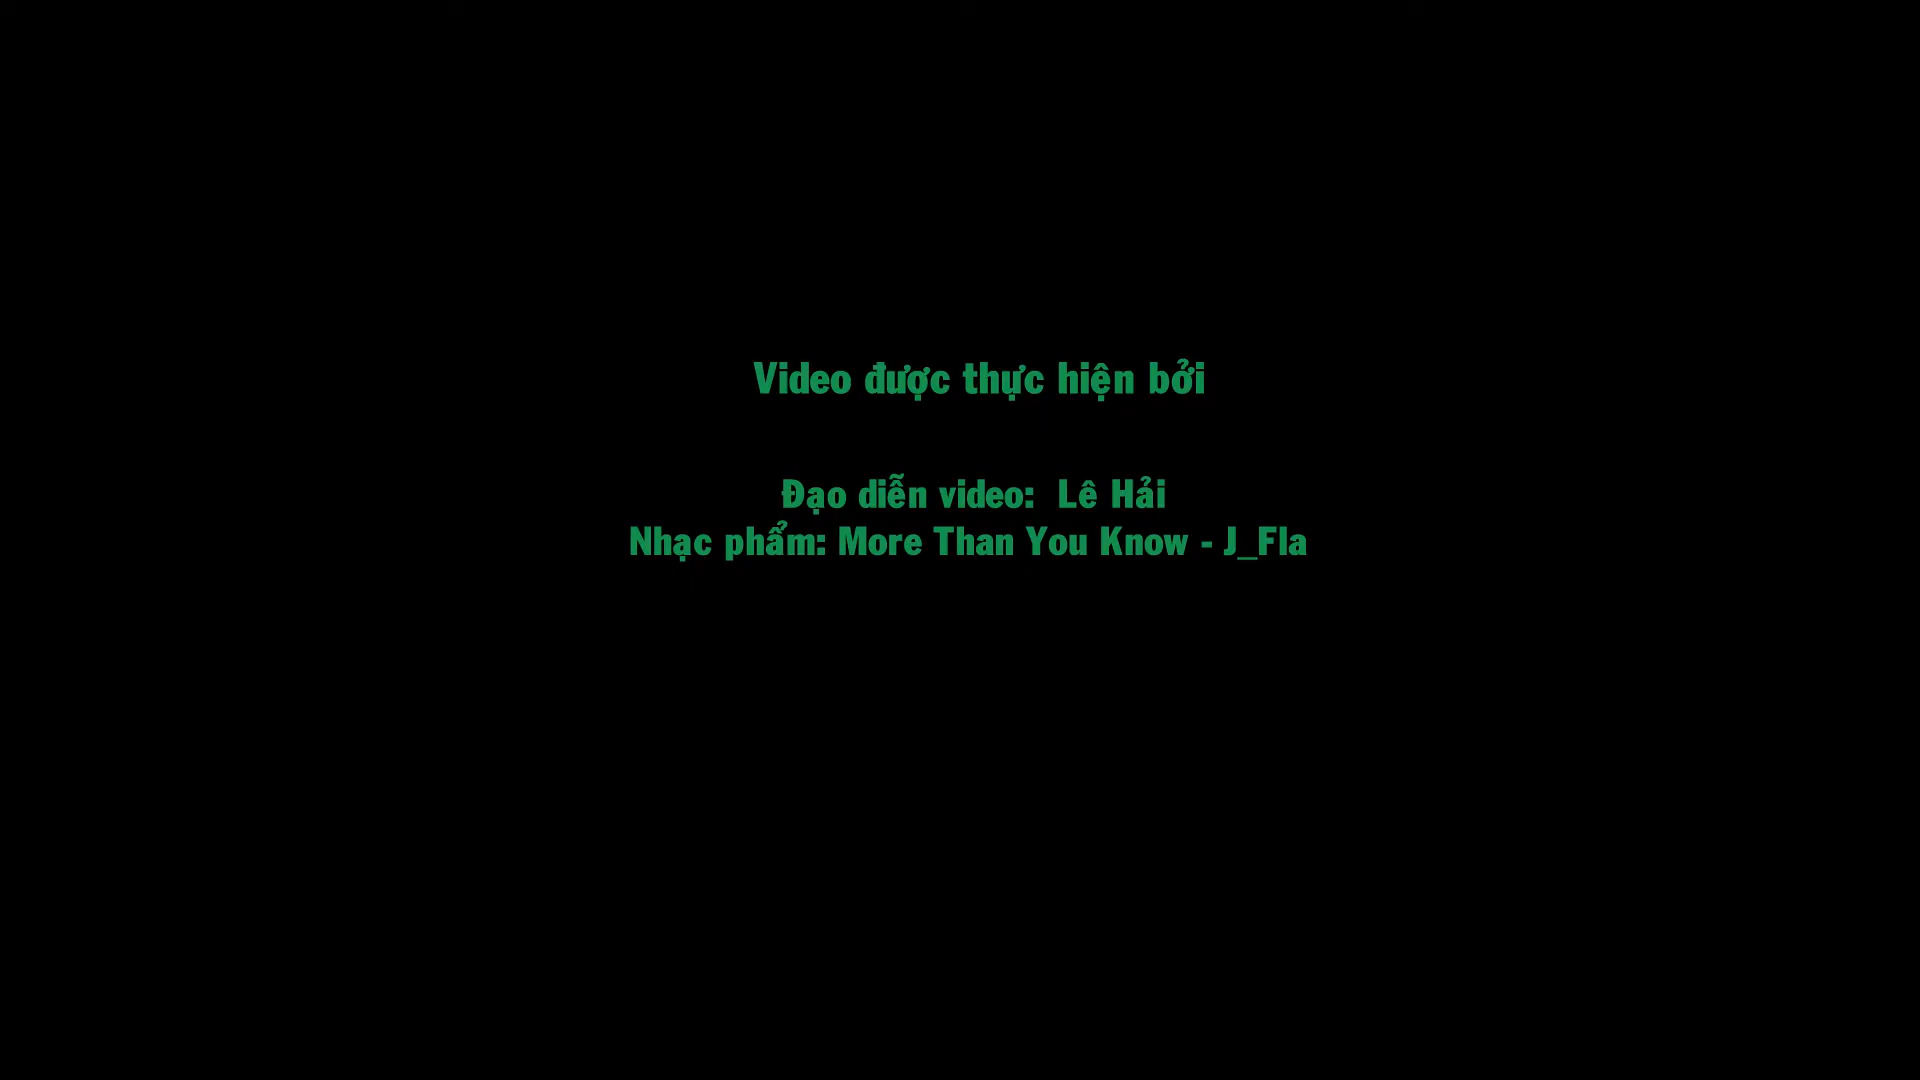 Video được thực hiện bởi
Đạo diễn video: Lê Hải
Nhạc phẩm: More Than You Know - J_Fla